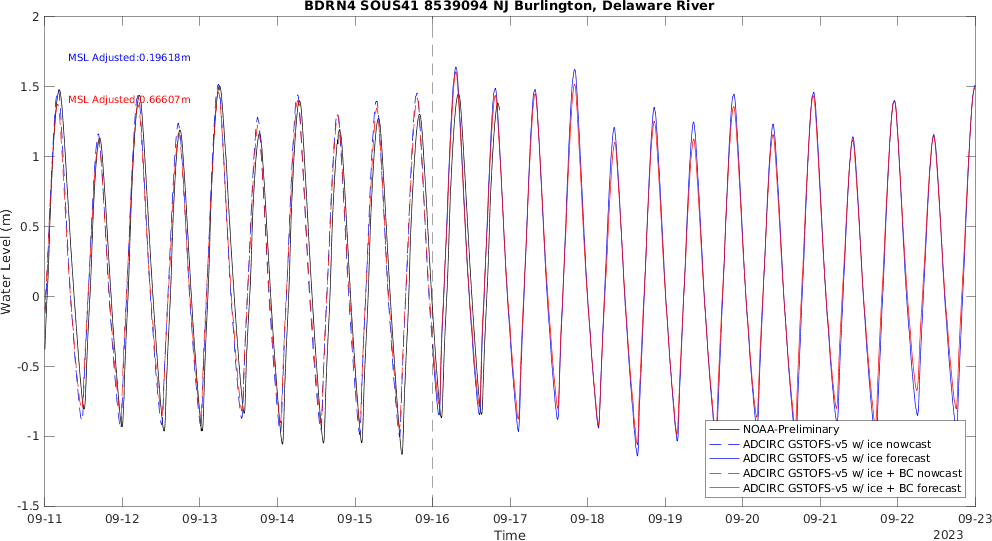 BDRN4 SOUS41 8539094 NJ Burlington, Delaware River
2
1.5
1
0.5
0
-0.5
-1
-1.5
Water Level (m)
MSL Adjusted:0.19618m
MSL Adjusted:0.66607m
NOAA-Preliminary
ADCIRC GSTOFS-v5 w/ ice nowcast
ADCIRC GSTOFS-v5 w/ ice forecast
ADCIRC GSTOFS-v5 w/ ice + BC nowcast
ADCIRC GSTOFS-v5 w/ ice + BC forecast
09-11 09-12 09-13 09-14 09-15 09-16 09-17 09-18 09-19 09-20 09-21 09-22 09-23
Time
2023